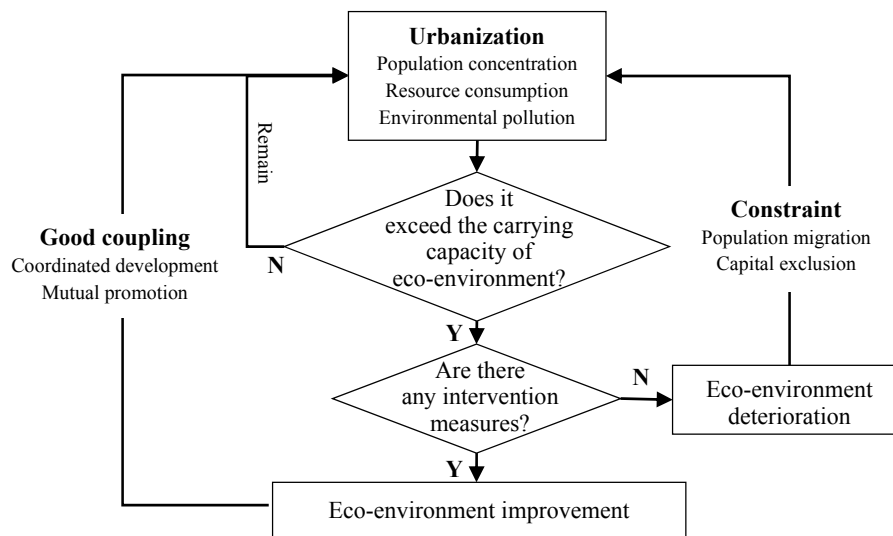 Urbanization
Population concentration
Resource consumption
Environmental pollution
Remain
Does it
exceed the carrying
capacity of
eco-environment?
N
Good coupling
Coordinated development
Mutual promotion
Constraint
Population migration
Capital exclusion
Y
Are there
any intervention
measures?
N
Eco-environment
deterioration
Y
Eco-environment improvement